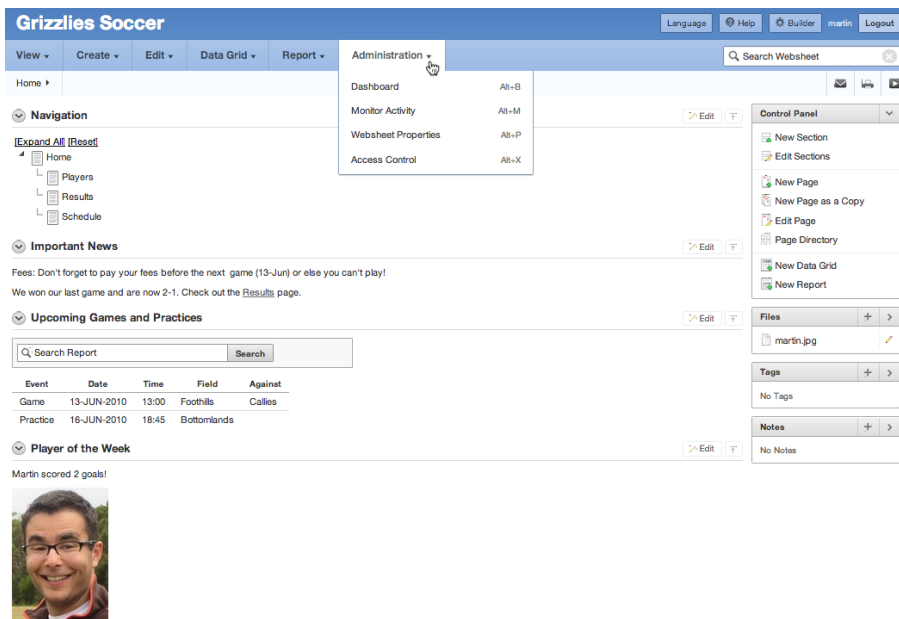 Grizzlies Soccer
Language Help Builder martin Logout
View Create Edit Data Grid Report Administration Search Websheet
Home
Dashboard Alt+B
Monitor Activity Alt+M
Websheet Properties Alt+P
Access Control Alt+X
Navigation Edit
[Expand All] [Reset]
Home
Players
Results
Schedule
Important News Edit
Fees: Don't forget to pay your fees before the next game (13-Jun) or else you can't play!
We won our last game and are now 2-1. Check out the Results page.
Upcoming Games and Practices Edit
Search Report Search
Event Date Time Field Against
Game 13-JUN-2010 13:00 Foothills Callies
Practice 16-JUN-2010 18:45 Bottomlands
Player of the Week Edit
Martin scored 2 goals!
Control Panel
New Section
Edit Sections
New Page
New Page as a Copy
Edit Page
Page Directory
New Data Grid
New Report
Files
martin.jpg
Tags
No Tags
Notes
No Notes